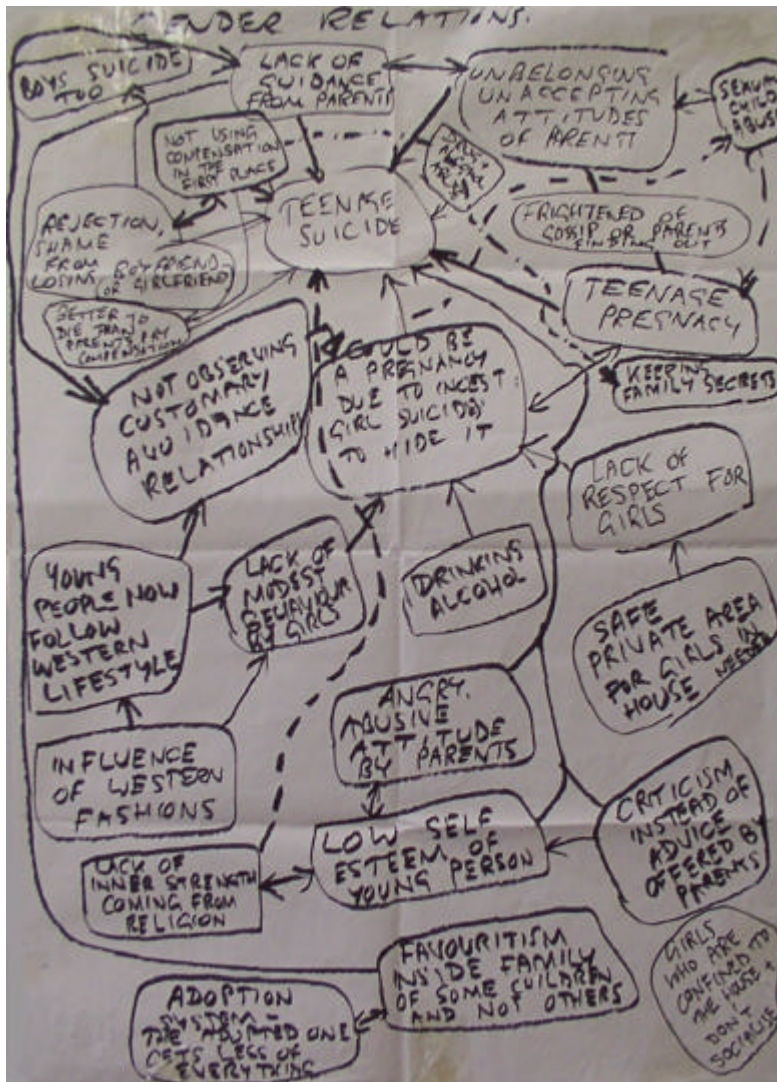 GENDER RELATIONS.
BOYS SUICIDE
TOO
LACK OF
GUIDANCE
FROM PARENTS
UNBELONGING
UNACCEPTING
ATTITUDES
OF PARENTS
SEXUAL
CHILD
ABUSE
NOT USING
COMPENSATION
IN THE
FIRST PLACE
DRUG +
REJECTION,
SHAME
FROM
LOSING BOYFRIEND
OR GIRLFRIEND
TEENAGE
SUICIDE
FRIGHTENED OF
GOSSIP OR PARENTS
FINDING OUT
BETTER TO
DIE THAN
PARENTS PAY
COMPENSATION
TEENAGE
PREGNACY
NOT OBSERVING
CUSTOMARY
AVOIDANCE
RELATIONSHIPS
COULD BE
A PREGNANCY
DUE TO INCEST:
GIRL SUICIDES
TO HIDE IT
KEEPING
FAMILY SECRETS
LACK OF
RESPECT FOR
GIRLS
YOUNG
PEOPLE NOW
FOLLOW
WESTERN
LIFESTYLE
LACK OF
MODEST
BEHAVIOUR
BY GIRLS
DRINKING
ALCOHOL
SAFE
PRIVATE AREA
FOR GIRLS IN
HOUSE NEEDED
ANGRY,
ABUSIVE
ATTITUDE
BY PARENTS
INFLUENCE
OF WESTERN
FASHIONS
CRITICISM
INSTEAD OF
ADVICE
OFFERED BY
PARENTS
LOW SELF
ESTEEM OF
YOUNG PERSON
LACK OF
INNER STRENGTH
COMING FROM
RELIGION
FAVOURITISM
INSIDE FAMILY
OF SOME CHILDREN
AND NOT OTHERS
GIRLS
WHO ARE
CONFINED TO
THE HOUSE +
DON'T
SOCIALISE
ADOPTION
SYSTEM -
THE ADOPTED ONE
GETS LESS OF
EVERYTHING